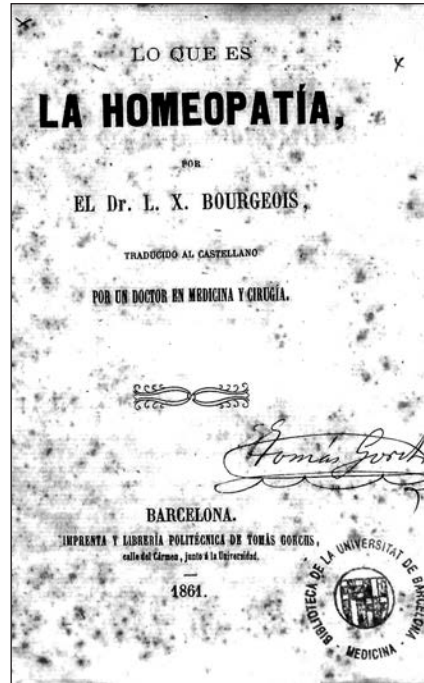 LO QUE ES
LA HOMEOPATÍA,
POR
EL Dr. L. X. BOURGEOIS,
TRADUCIDO AL CASTELLANO
POR UN DOCTOR EN MEDICINA Y CIRUGÍA.
Tomás
BARCELONA.
IMPRENTA Y LIBRERÍA POLITÉCNICA DE TOMÁS GORCHS,
calle del Cármen, junto á la Universidad.
1861.
BIBLIOTECA DE LA UNIVERSITAT DE BARCELONA
· MEDICINA ·